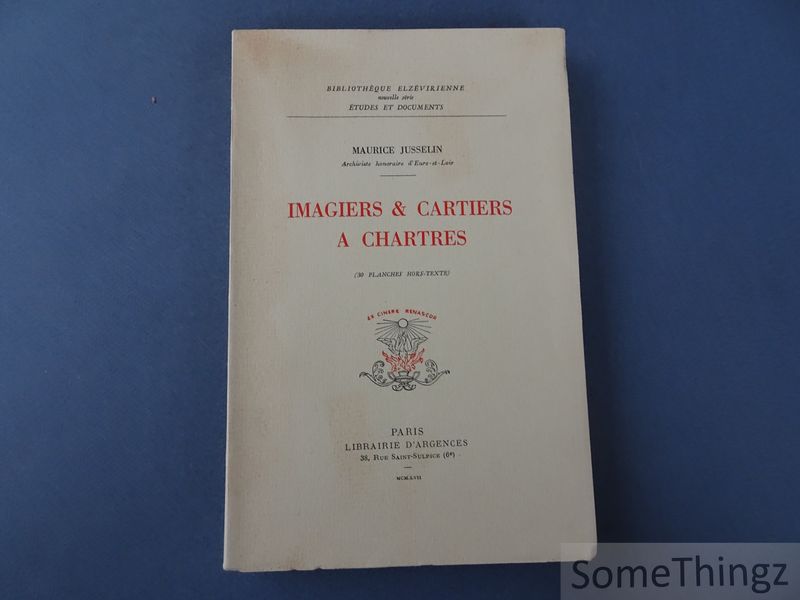 BIBLIOTHÈQUE ELZÉVIRIENNE
nouvelle série
ÉTUDES ET DOCUMENTS
MAURICE JUSSELIN
Archiviste honoraire d'Eure-et-Loir
IMAGIERS & CARTIERS
A CHARTRES
(30 PLANCHES HORS-TEXTE)
EX CINERE RENASCOR
PARIS
LIBRAIRIE D'ARGENCES
38, RUE SAINT-SULPICE (6e)
MCMLVII
SomeThingz